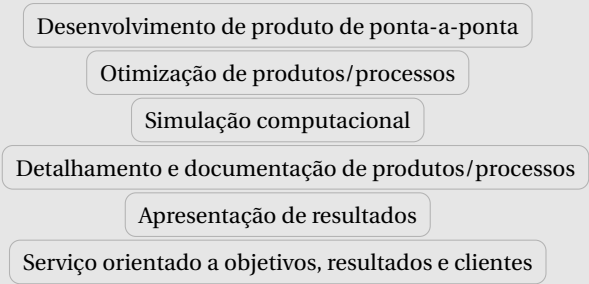 Desenvolvimento de produto de ponta-a-ponta
Otimização de produtos/processos
Simulação computacional
Detalhamento e documentação de produtos/processos
Apresentação de resultados
Serviço orientado a objetivos, resultados e clientes